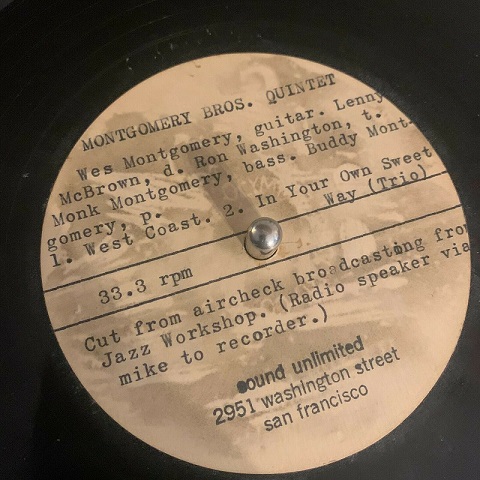 MONTGOMERY BROS. QUINTET
Wes Montgomery, guitar. Lenny
McBrown, d. Ron Washington, t.
Monk Montgomery, bass. Buddy Mont-
gomery, p.
1. West Coast. 2. In Your Own Sweet
Way (Trio)
33.3 rpm
Cut from aircheck broadcasting from
Jazz Workshop. (Radio speaker via
mike to recorder.)
sound unlimited
2951 washington street
san francisco